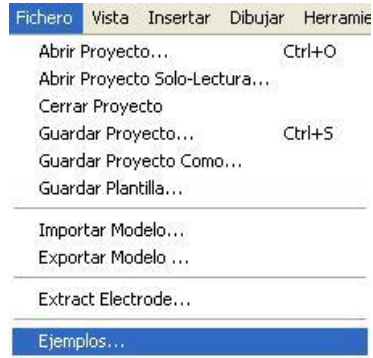 Fichero Vista Insertar Dibujar Herramie
Abrir Proyecto... Ctrl+O
Abrir Proyecto Solo-Lectura...
Cerrar Proyecto
Guardar Proyecto... Ctrl+S
Guardar Proyecto Como...
Guardar Plantilla...
Importar Modelo...
Exportar Modelo ...
Extract Electrode...
Ejemplos...